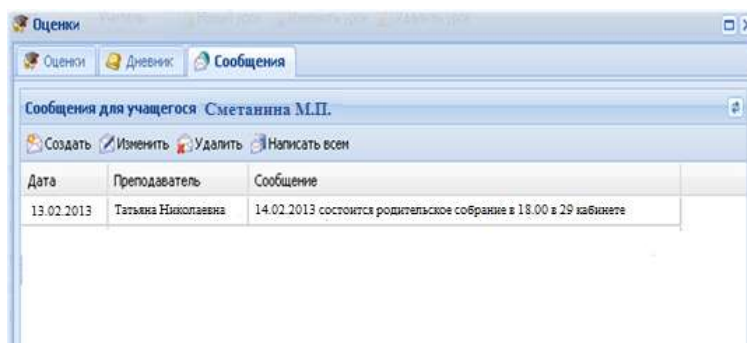 Оценки
Оценки Дневник Сообщения
Сообщения для учащегося Сметанина М.П.
Создать Изменить Удалить Написать всем
Дата Преподаватель Сообщение
13.02.2013 Татьяна Николаевна 14.02.2013 состоится родительское собрание в 18.00 в 29 кабинете